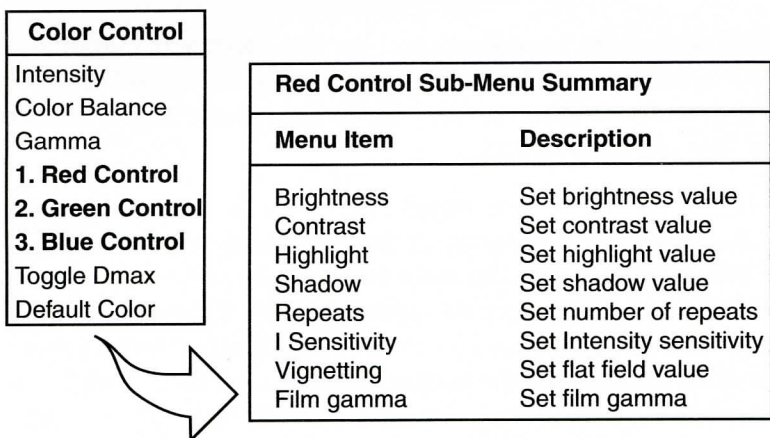 Color Control
Intensity
Color Balance
Gamma
1. Red Control
2. Green Control
3. Blue Control
Toggle Dmax
Default Color
Red Control Sub-Menu Summary
Menu Item Description
Brightness Set brightness value
Contrast Set contrast value
Highlight Set highlight value
Shadow Set shadow value
Repeats Set number of repeats
I Sensitivity Set Intensity sensitivity
Vignetting Set flat field value
Film gamma Set film gamma